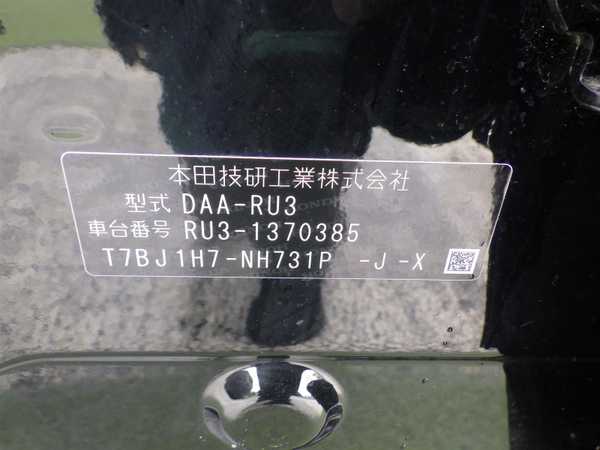 本田技研工業株式会社
型式 DAA-RU3
車台番号 RU3-1370385
T7BJ1H7-NH731P -J -X